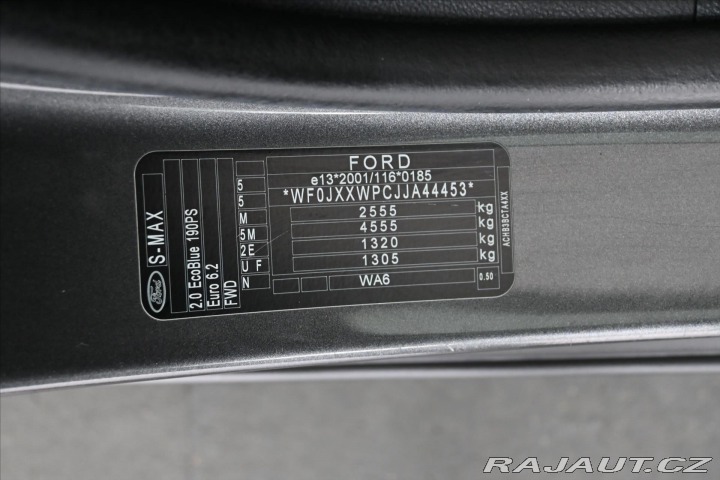 FORD
e13*2001/116*0185
*WF0JXXWPCJJA44453*
2555 kg
4555 kg
1320 kg
1305 kg
WA6
0.50
5
5
M
5M
2E
U F
N
Ford
S-MAX
2.0 EcoBlue 190PS
Euro 6.2
FWD
ACHB3BC7A4XX
RAJAUT.CZ